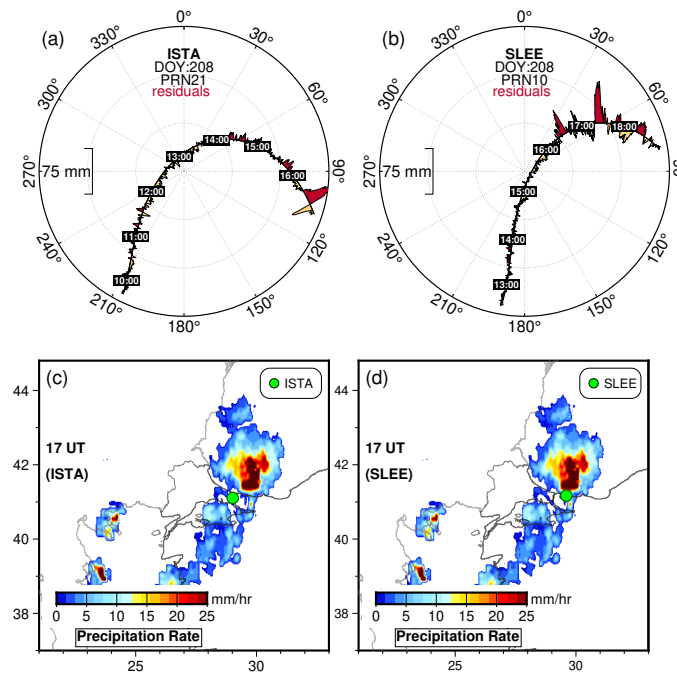 (a)
0°
30°
60°
90°
120°
150°
180°
210°
240°
270°
300°
330°
ISTA
DOY:208
PRN21
residuals
75 mm
10:00
11:00
12:00
13:00
14:00
15:00
16:00
(b)
0°
30°
60°
90°
120°
150°
180°
210°
240°
270°
300°
330°
SLEE
DOY:208
PRN10
residuals
75 mm
13:00
14:00
15:00
16:00
17:00
18:00
(c)
ISTA
17 UT
(ISTA)
44
42
40
38
0 5 10 15 20 25 mm/hr
Precipitation Rate
25 30
(d)
SLEE
17 UT
(SLEE)
0 5 10 15 20 25 mm/hr
Precipitation Rate
25 30